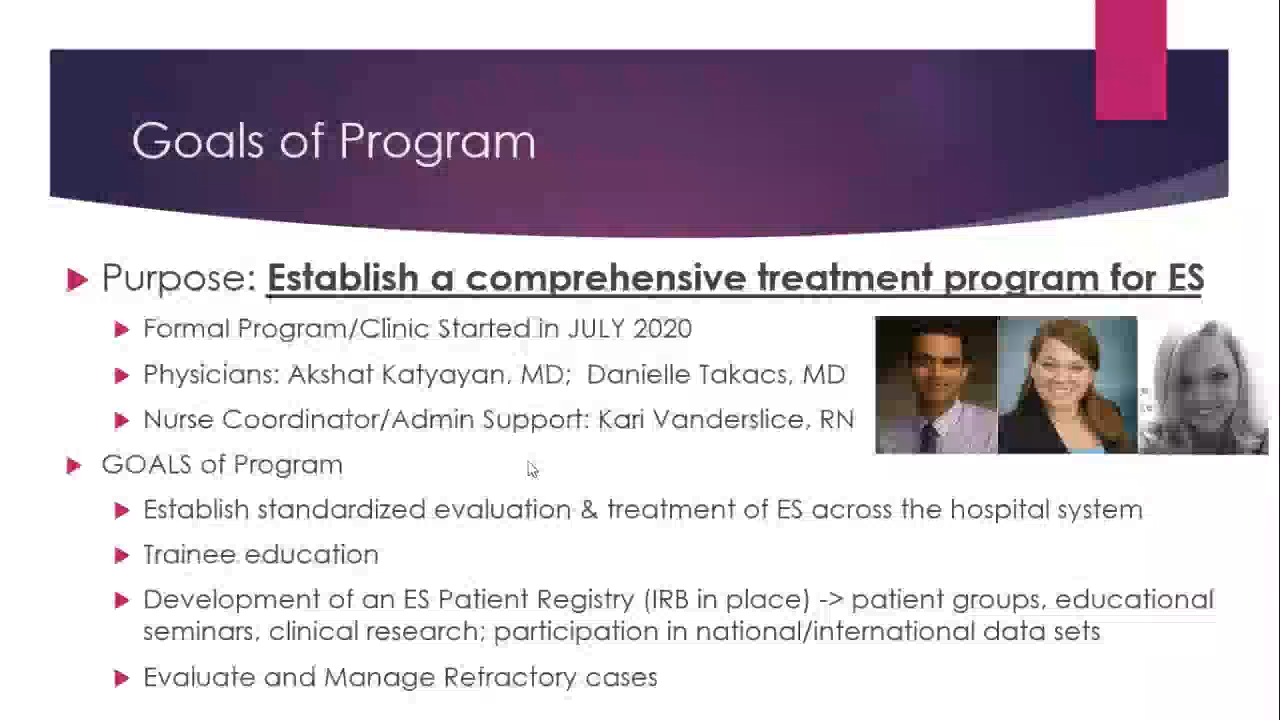 Goals of Program
Purpose: Establish a comprehensive treatment program for ES
Formal Program/Clinic Started in JULY 2020
Physicians: Akshat Katyayan, MD; Danielle Takacs, MD
Nurse Coordinator/Admin Support: Kari Vanderslice, RN
GOALS of Program
Establish standardized evaluation & treatment of ES across the hospital system
Trainee education
Development of an ES Patient Registry (IRB in place) -> patient groups, educational
seminars, clinical research; participation in national/international data sets
Evaluate and Manage Refractory cases